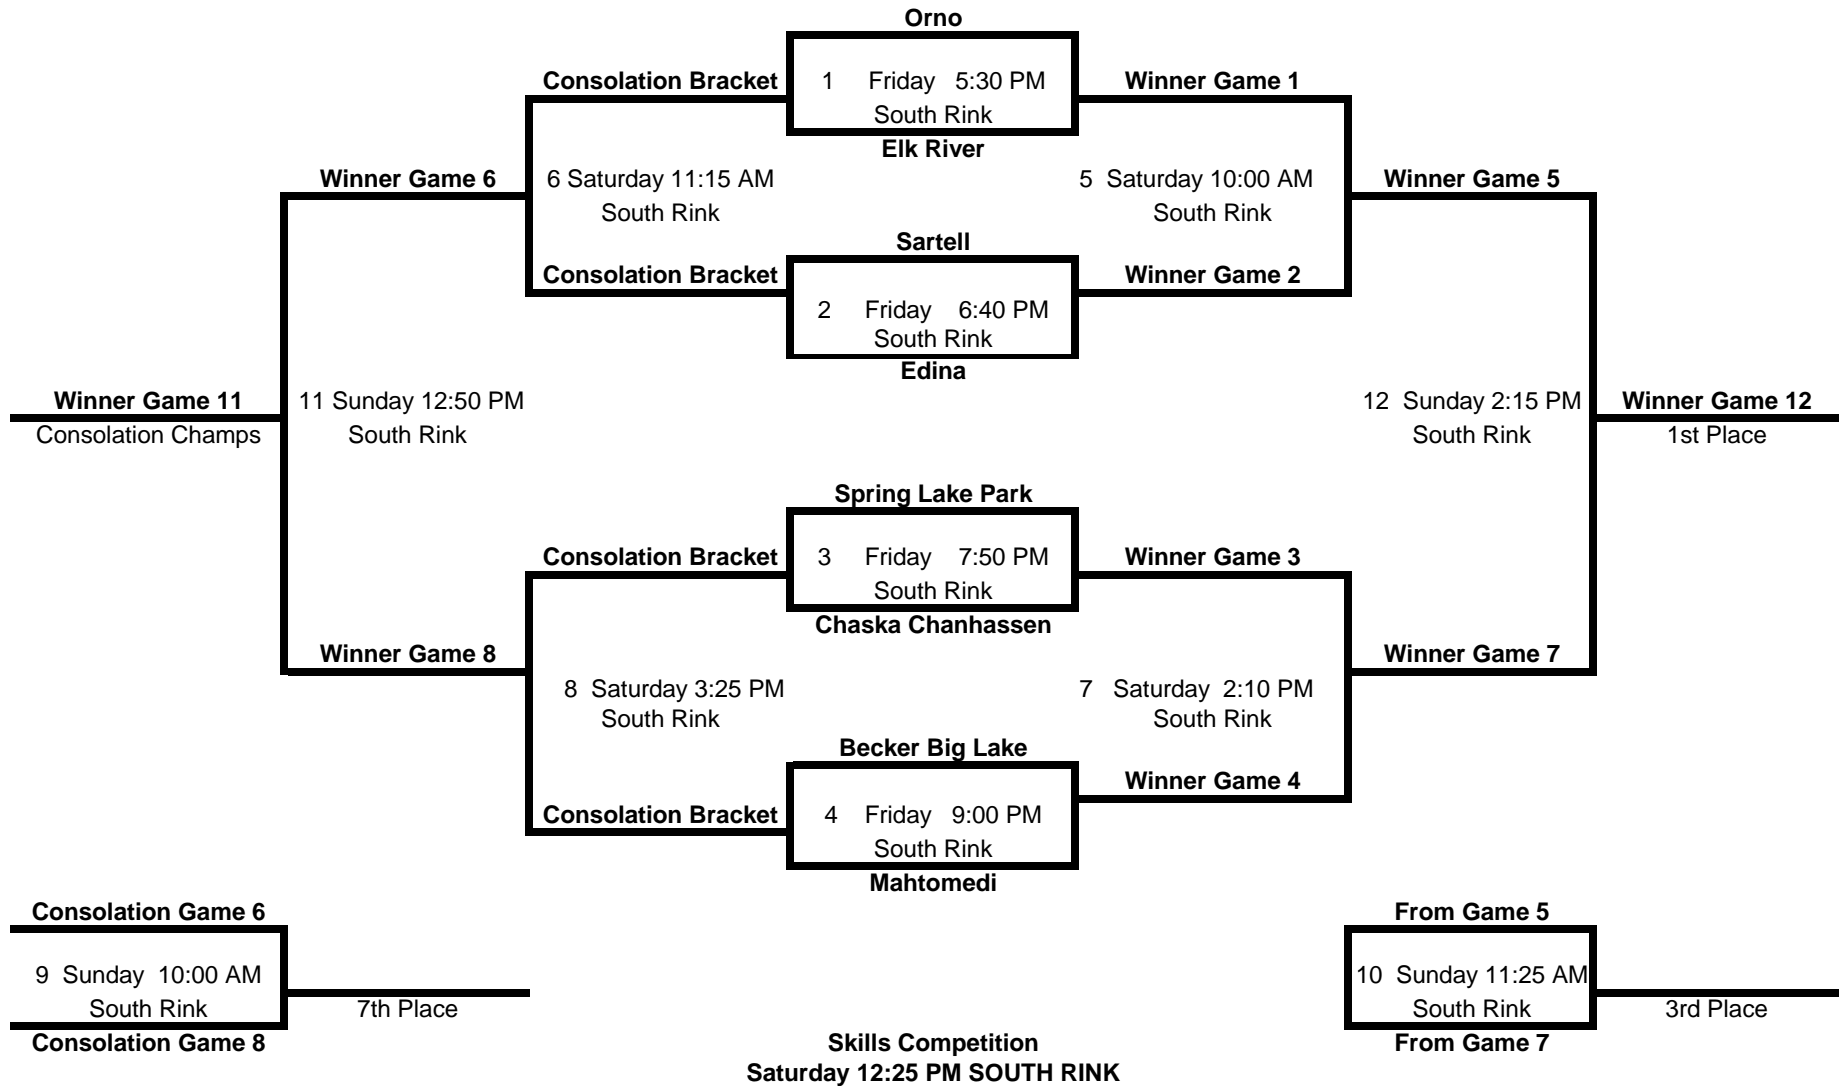 Orno
Consolation Bracket
1 Friday 5:30 PM
Winner Game 1
South Rink
Elk River
Winner Game 6
6 Saturday 11:15 AM
5 Saturday 10:00 AM
Winner Game 5
South Rink
South Rink
Sartell
Consolation Bracket
Winner Game 2
2 Friday 6:40 PM
South Rink
Edina
Winner Game 11
11 Sunday 12:50 PM
12 Sunday 2:15 PM
Winner Game 12
Consolation Champs
South Rink
South Rink
1st Place
Spring Lake Park
Consolation Bracket
3 Friday 7:50 PM
Winner Game 3
South Rink
Chaska Chanhassen
Winner Game 8
Winner Game 7
8 Saturday 3:25 PM
7 Saturday 2:10 PM
South Rink
South Rink
Becker Big Lake
Winner Game 4
Consolation Bracket
4 Friday 9:00 PM
South Rink
Mahtomedi
Consolation Game 6
From Game 5
9 Sunday 10:00 AM
10 Sunday 11:25 AM
South Rink
7th Place
South Rink
3rd Place
Consolation Game 8
From Game 7
Skills Competition
Saturday 12:25 PM SOUTH RINK